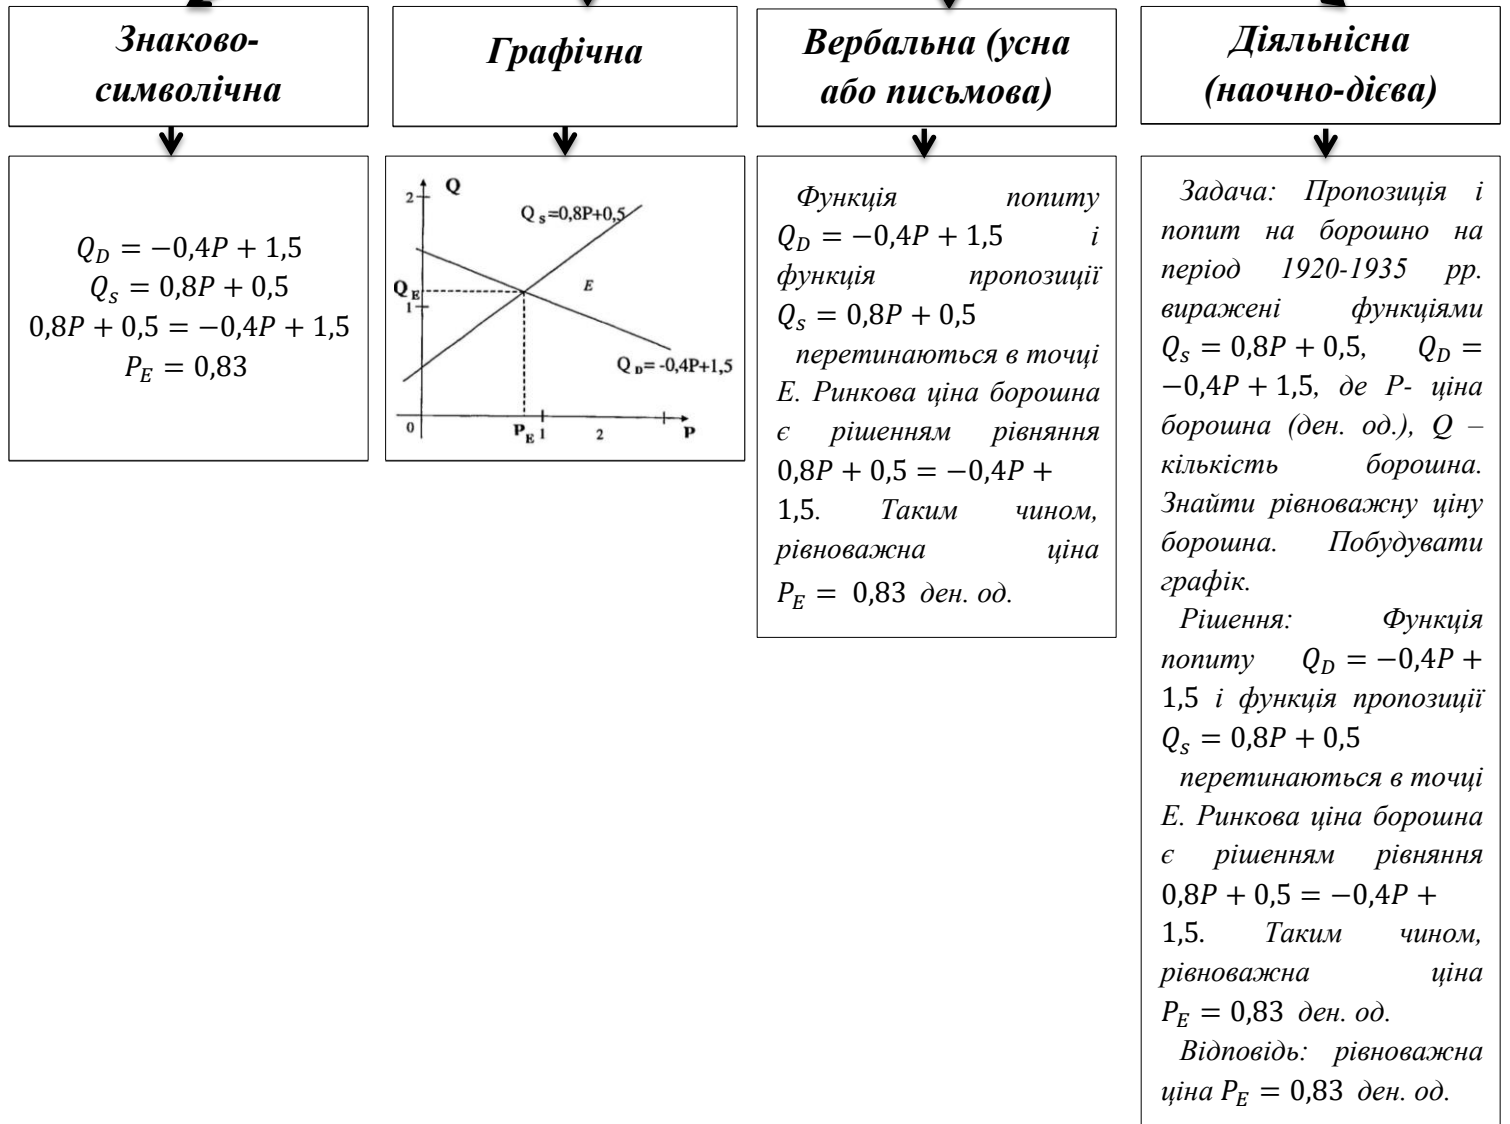 Знаково-
символічна
Графічна
Вербальна (усна
або письмова)
Діяльнісна
(наочно-дієва)
Q_D = −0,4P + 1,5
Q_s = 0,8P + 0,5
0,8P + 0,5 = −0,4P + 1,5
P_E = 0,83
2
Q
Q s=0,8P+0,5
Q E
E
1
Q D= -0,4P+1,5
0
P E 1
2
P
Функція попиту
Q_D = −0,4P + 1,5 і
функція пропозиції
Q_s = 0,8P + 0,5
перетинаються в точці
Е. Ринкова ціна борошна
є рішенням рівняння
0,8P + 0,5 = −0,4P +
1,5. Таким чином,
рівноважна ціна
P_E = 0,83 ден. од.
Задача: Пропозиція і
попит на борошно на
період 1920-1935 рр.
виражені функціями
Q_s = 0,8P + 0,5, Q_D =
−0,4P + 1,5, де P- ціна
борошна (ден. од.), Q –
кількість борошна.
Знайти рівноважну ціну
борошна. Побудувати
графік.
Рішення: Функція
попиту Q_D = −0,4P +
1,5 і функція пропозиції
Q_s = 0,8P + 0,5
перетинаються в точці
Е. Ринкова ціна борошна
є рішенням рівняння
0,8P + 0,5 = −0,4P +
1,5. Таким чином,
рівноважна ціна
P_E = 0,83 ден. од.
Відповідь: рівноважна
ціна P_E = 0,83 ден. од.